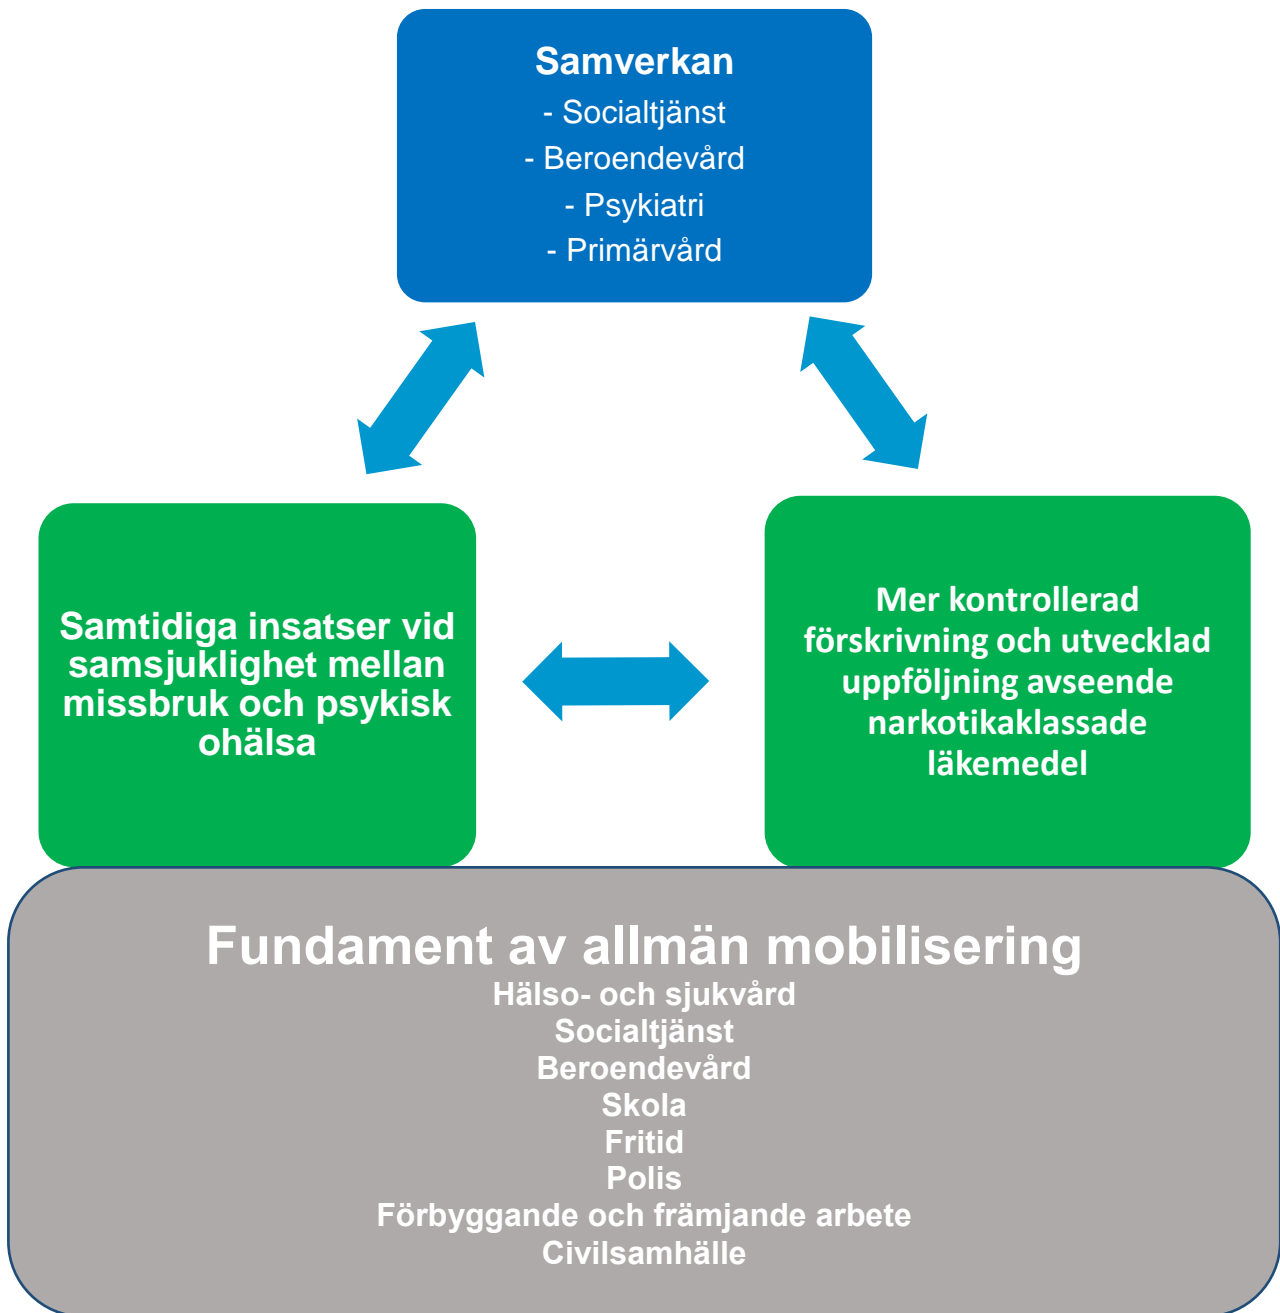 Samverkan
- Socialtjänst
- Beroendevård
- Psykiatri
- Primärvård
Samtidiga insatser vid
samsjuklighet mellan
missbruk och psykisk
ohälsa
Mer kontrollerad
förskrivning och utvecklad
uppföljning avseende
narkotikaklassade
läkemedel
Fundament av allmän mobilisering
Hälso- och sjukvård
Socialtjänst
Beroendevård
Skola
Fritid
Polis
Förbyggande och främjande arbete
Civilsamhälle